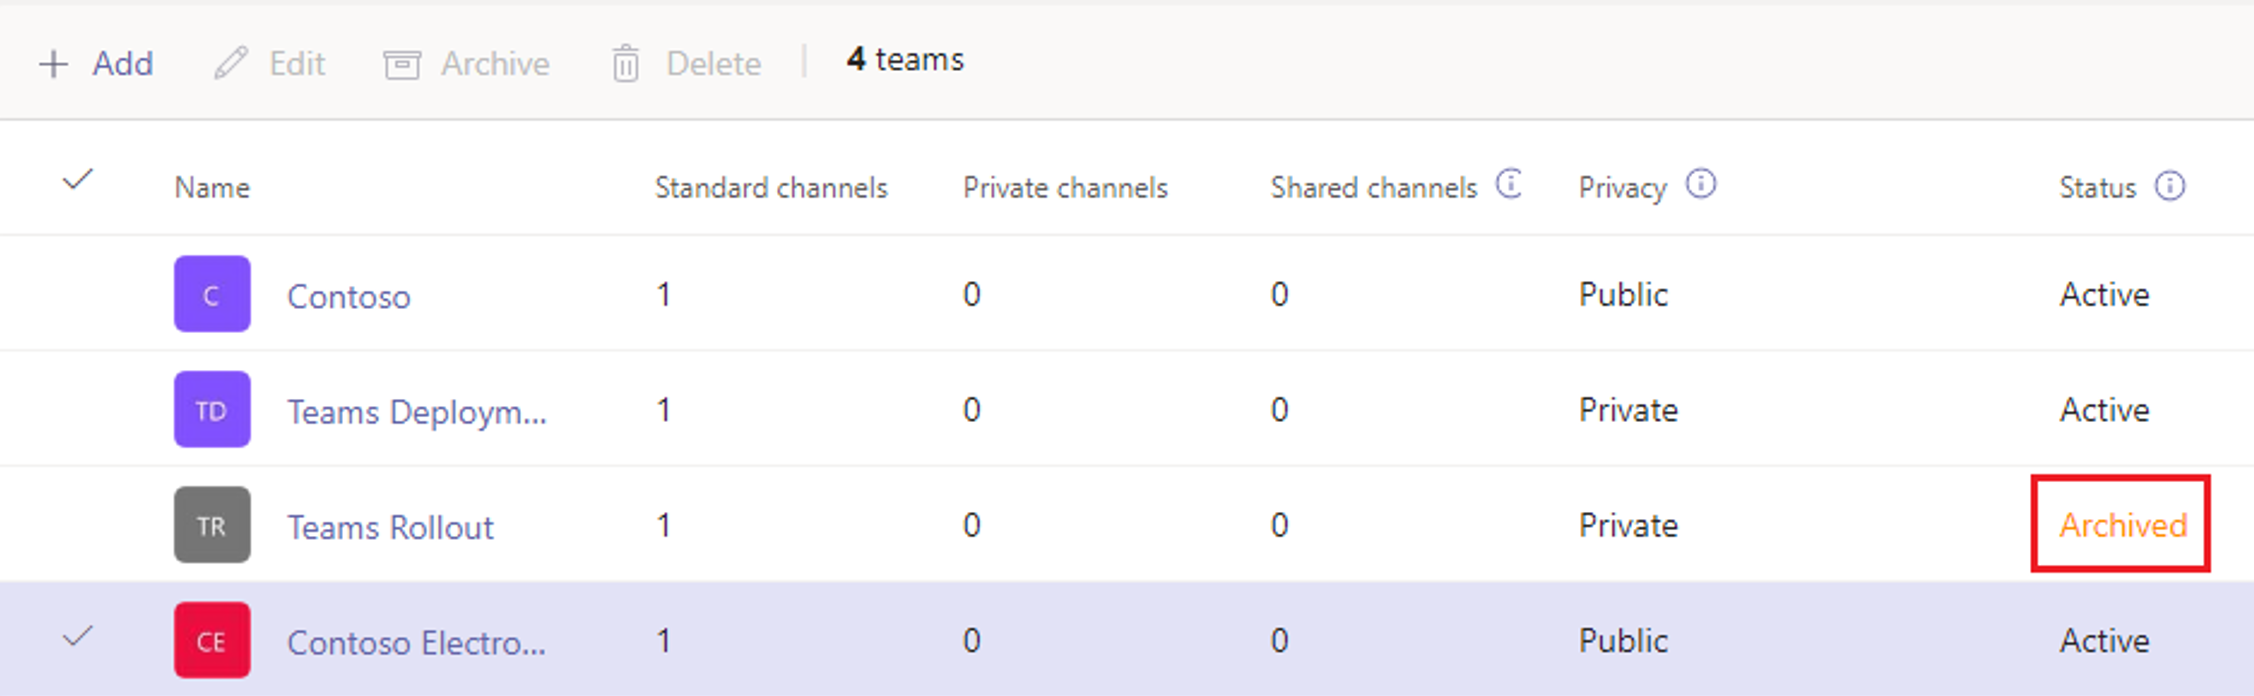 Add Edit Archive Delete 4 teams
Name Standard channels Private channels Shared channels Privacy Status
C Contoso 1 0 0 Public Active
TD Teams Deploym... 1 0 0 Private Active
TR Teams Rollout 1 0 0 Private Archived
CE Contoso Electro... 1 0 0 Public Active